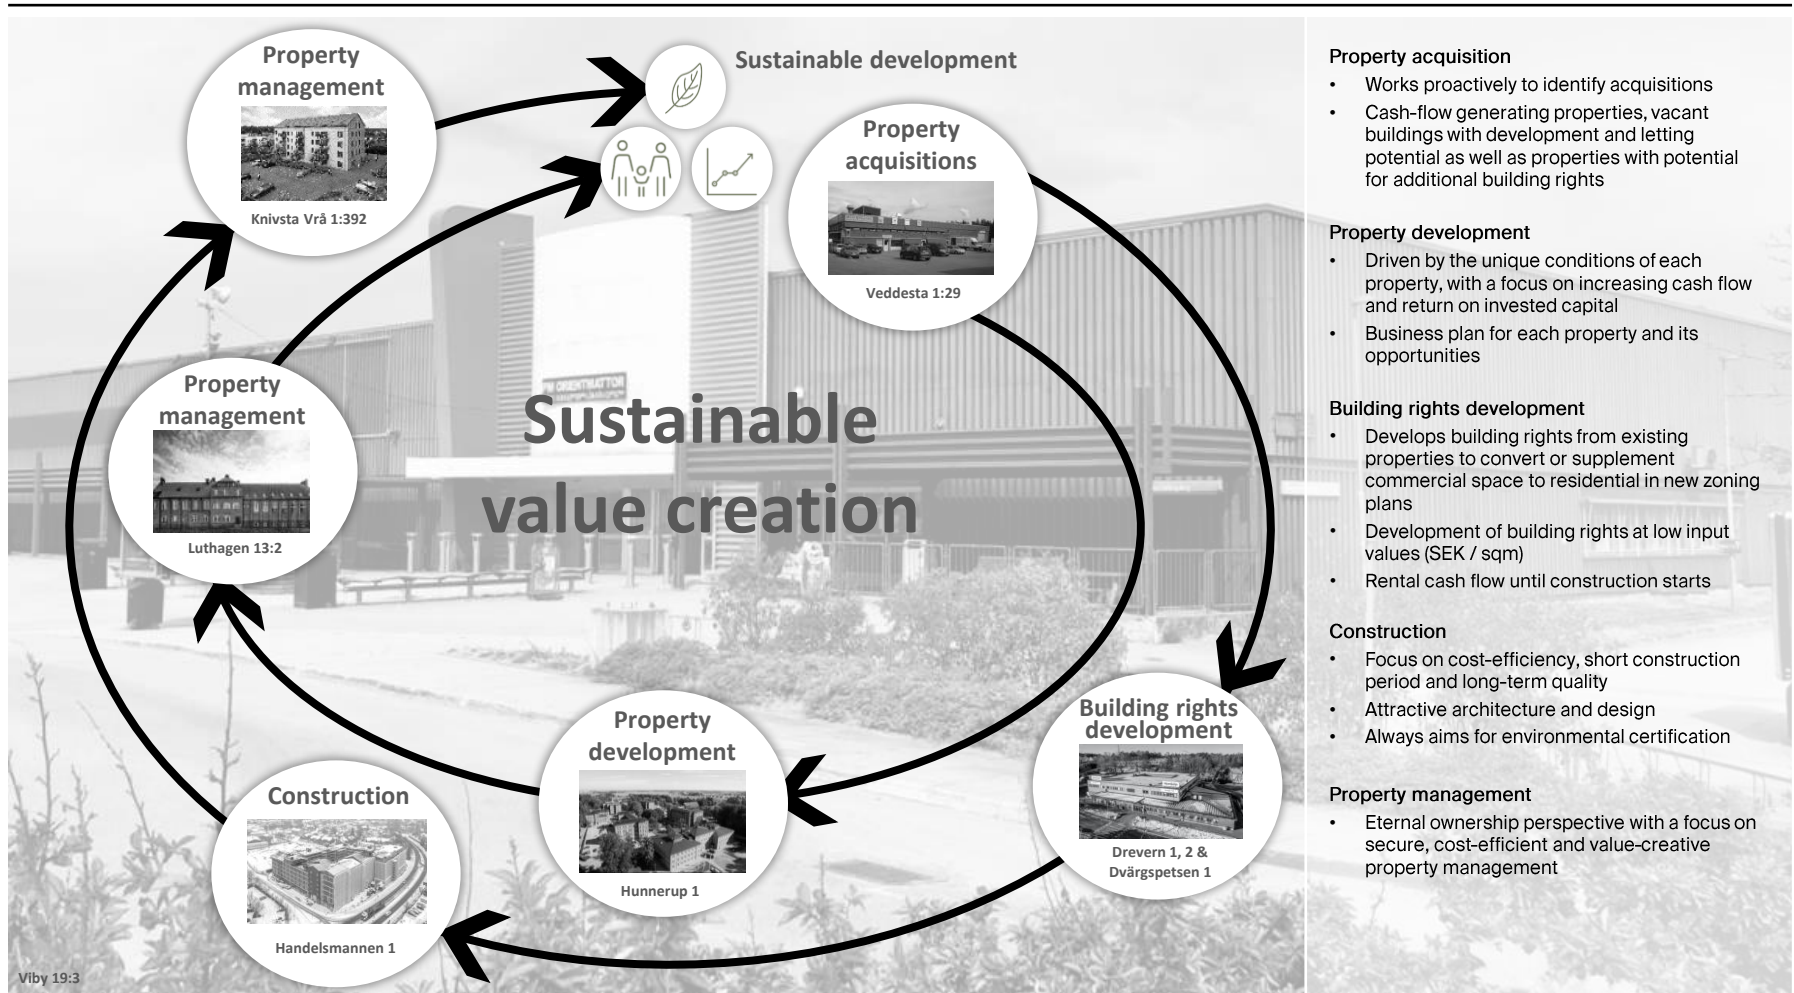 Property
management
Knivsta Vrå 1:392
Sustainable development
Property
acquisitions
Veddesta 1:29
Property
management
Luthagen 13:2
PM ORIENTMATTOR
Sustainable
value creation
Property
development
Hunnerup 1
Building rights
development
Drevern 1, 2 &
Dvärgspetsen 1
Construction
Handelsmannen 1
Viby 19:3
Property acquisition
• Works proactively to identify acquisitions
• Cash-flow generating properties, vacant
buildings with development and letting
potential as well as properties with potential
for additional building rights
Property development
• Driven by the unique conditions of each
property, with a focus on increasing cash flow
and return on invested capital
• Business plan for each property and its
opportunities
Building rights development
• Develops building rights from existing
properties to convert or supplement
commercial space to residential in new zoning
plans
• Development of building rights at low input
values (SEK / sqm)
• Rental cash flow until construction starts
Construction
• Focus on cost-efficiency, short construction
period and long-term quality
• Attractive architecture and design
• Always aims for environmental certification
Property management
• Eternal ownership perspective with a focus on
secure, cost-efficient and value-creative
property management